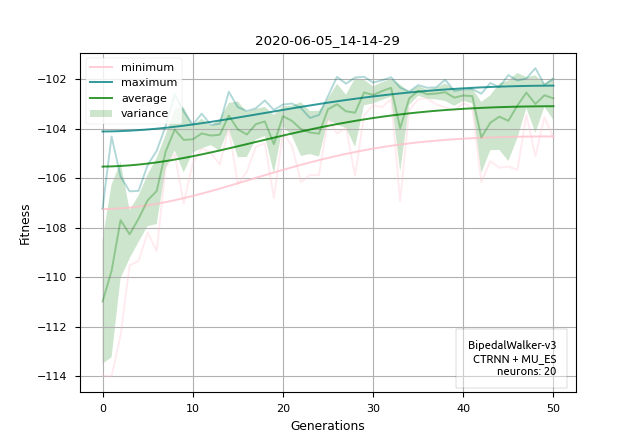 2020-06-05_14-14-29
minimum
maximum
average
variance
−102
−104
−106
−108
−110
−112
−114
Fitness
BipedalWalker-v3
CTRNN + MU_ES
neurons: 20
0 10 20 30 40 50
Generations